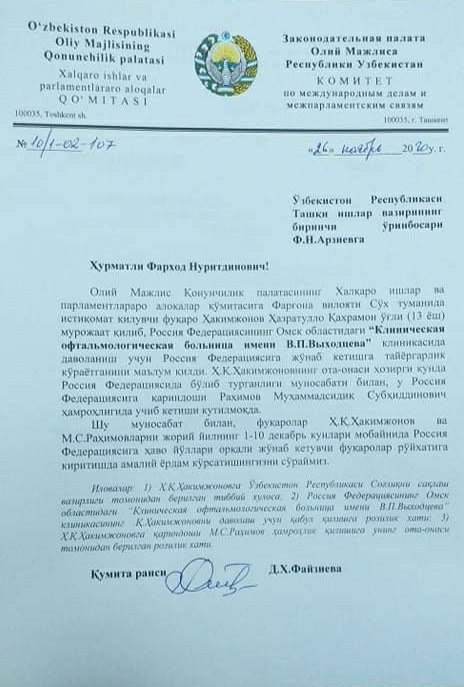 O‘zbekiston Respublikasi
Oliy Majlisining
Qonunchilik palatasi
Xalqaro ishlar va
parlamentlararo aloqalar
QO‘MITASI
100035, Toshkent sh.
Законодательная палата
Олий Мажлиса
Республики Узбекистан
КОМИТЕТ
по международным делам и
межпарламентским связям
100035, г. Ташкент
№ 10/1-02-107
«26» ноябрь 2020 y. г.
Ўзбекистон Республикаси
Ташқи ишлар вазирининг
биринчи ўринбосари
Ф.Н.Арзиевга
Ҳурматли Фарход Нуритдинович!
Олий Мажлис Қонунчилик палатасининг Халқаро ишлар ва
парламентлараро алоқалар қўмитасига Фарғона вилояти Сўх туманида
истиқомат қилувчи фуқаро Ҳакимжонов Ҳазратулло Қаҳрамон ўғли (13 ёш)
мурожаат қилиб, Россия Федерациясининг Омск областидаги “Клиническая
офтальмологическая больница имени В.П.Выходцева” клиникасида
даволаниш учун Россия Федерациясига жўнаб кетишга тайёргарлик
кўраётганини маълум қилди. Ҳ.Қ.Ҳакимжоновнинг ота-онаси хозирги кунда
Россия Федерациясида бўлиб турганлиги муносабати билан, у Россия
Федерациясига қариндоши Рахимов Муҳаммадсидик Субҳиддинович
ҳамроҳлигида учиб кетиши кутилмоқда.
Шу муносабат билан, фуқаролар Ҳ.Қ.Ҳакимжонов ва
М.С.Рахимовларни жорий йилнинг 1-10 декабрь кунлари мобайнида Россия
Федерациясига ҳаво йўллари орқали жўнаб кетувчи фуқаролар рўйхатига
киритишда амалий ёрдам кўрсатишингизни сўраймиз.
Иловалар: 1) Ҳ.Қ.Ҳакимжоновга Ўзбекистон Республикаси Соғлиқни сақлаш
вазирлиги томонидан берилган тиббий хулоса; 2) Россия Федерациясининг Омск
областидаги “Клиническая офтальмологическая больница имени В.П.Выходцева”
клиникасининг Қ.Ҳакимжоновни даволаш учун қабул қилишга розилик хати; 3)
Ҳ.Қ.Ҳакимжоновга қариндоши М.С.Рахимов ҳамроҳлик қилишига унинг ота-онаси
томонидан берилган розилик хати.
Қўмита раиси
Д.Х.Файзиева